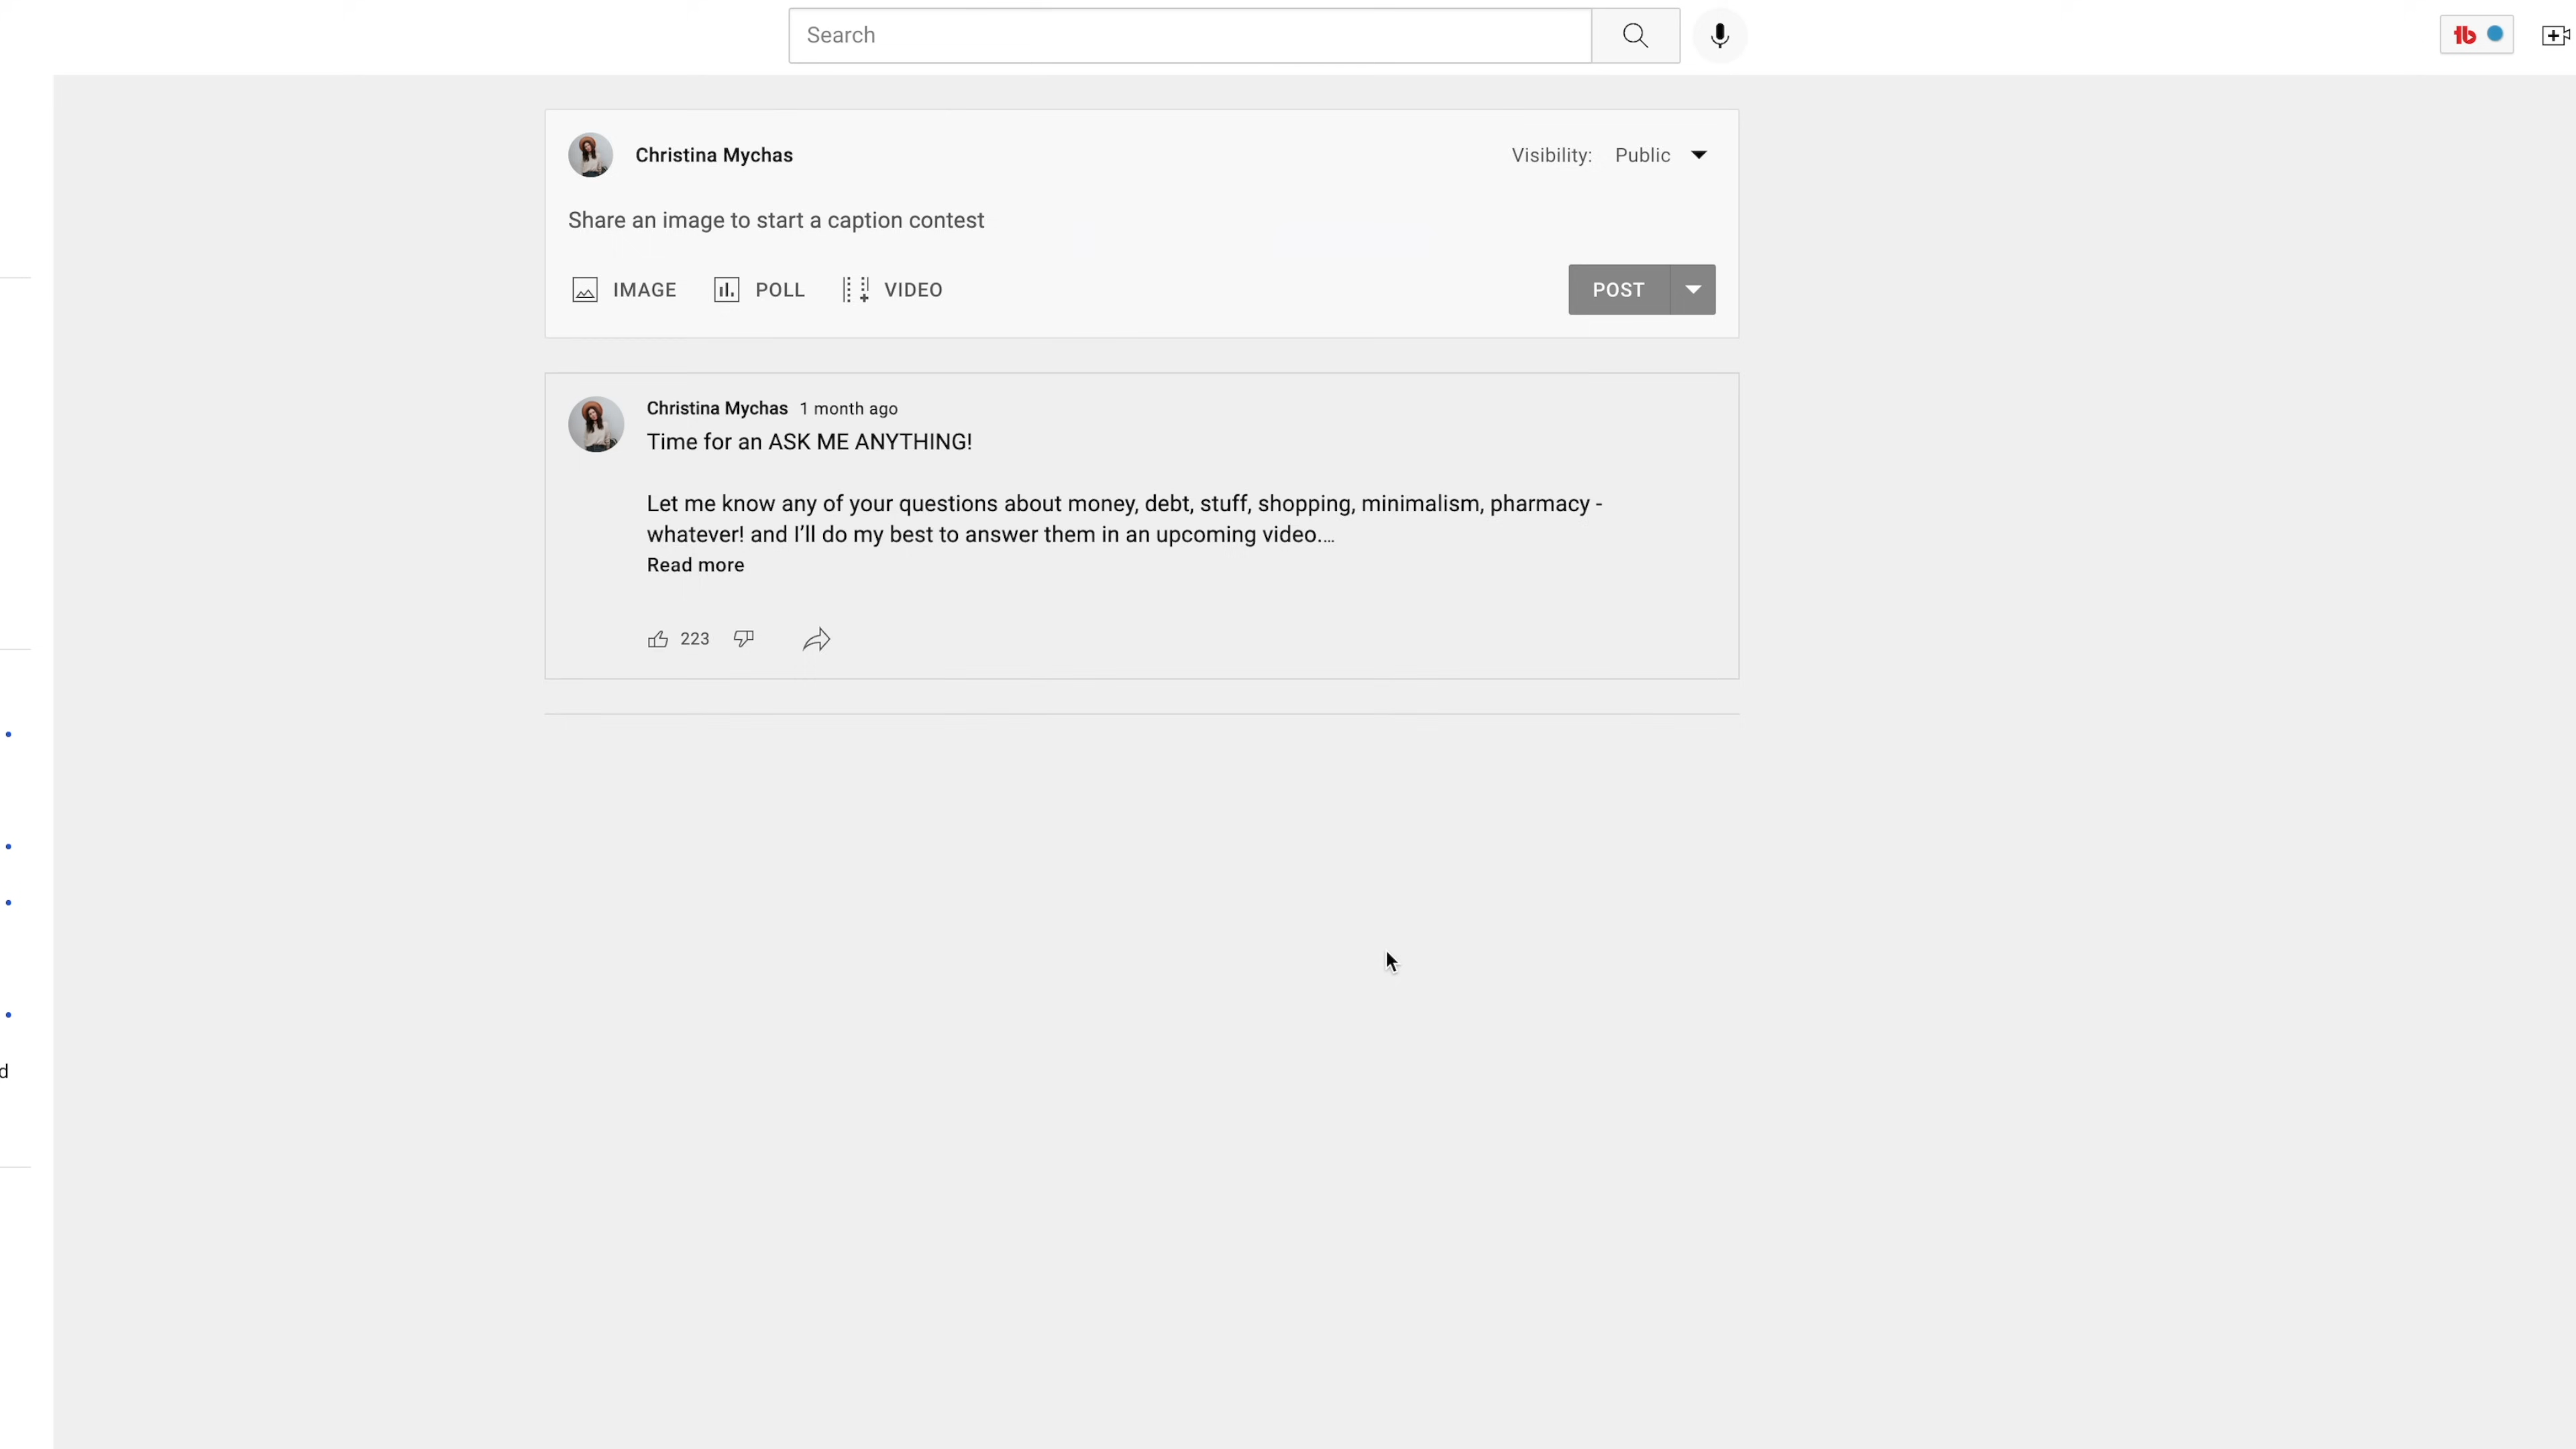 Search
tb
Christina Mychas
Visibility: Public
Share an image to start a caption contest
IMAGE POLL VIDEO
POST
Christina Mychas 1 month ago
Time for an ASK ME ANYTHING!
Let me know any of your questions about money, debt, stuff, shopping, minimalism, pharmacy -
whatever! and I’ll do my best to answer them in an upcoming video.…
Read more
223
d